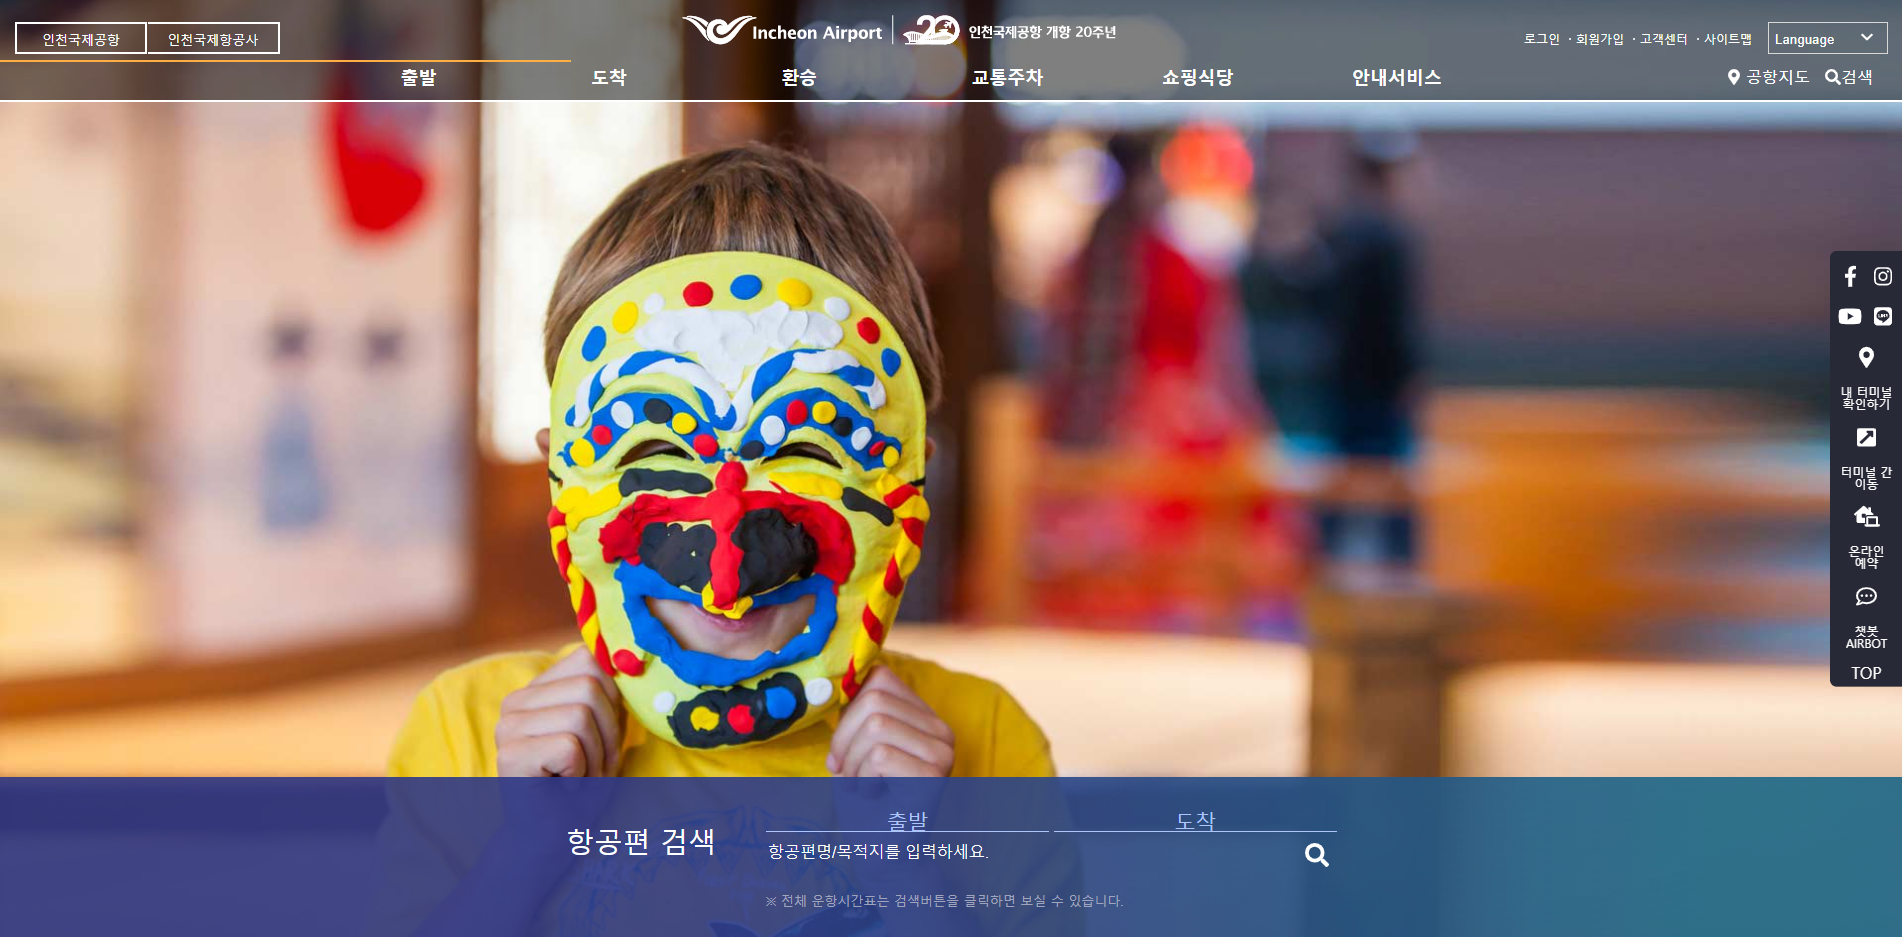 인천국제공항
인천국제항공사
Incheon Airport
20
인천국제공항 개항 20주년
로그인 · 회원가입 · 고객센터 · 사이트맵
Language
출발
도착
환승
교통주차
쇼핑식당
안내서비스
공항지도
검색
내 터미널
확인하기
터미널 간
이동
온라인
예약
챗봇
AIRBOT
TOP
항공편 검색
출발
도착
항공편명/목적지를 입력하세요.
※ 전체 운항시간표는 검색버튼을 클릭하면 보실 수 있습니다.